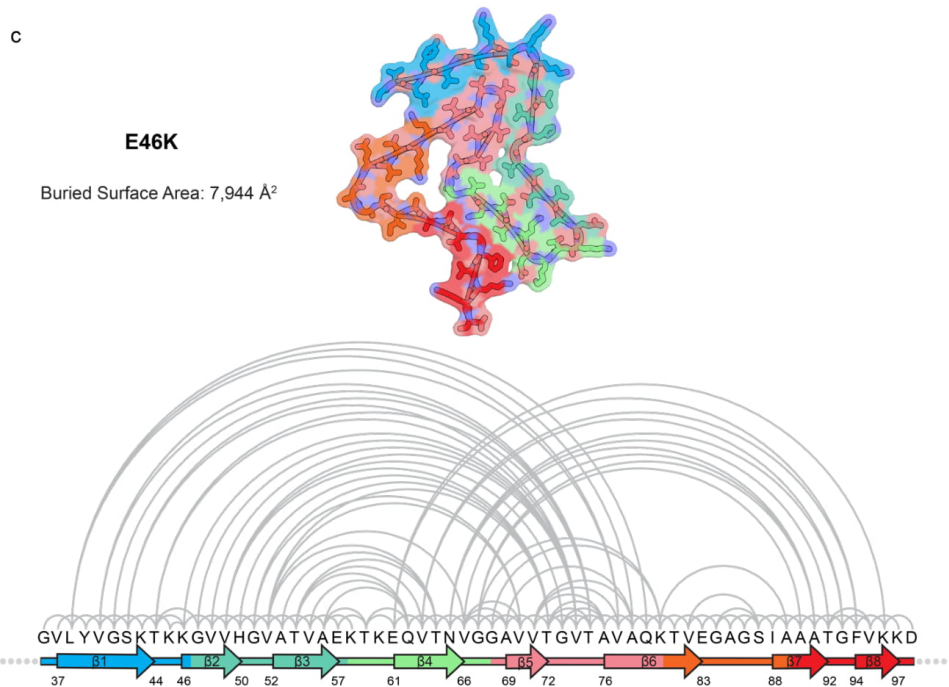 c
E46K
Buried Surface Area: 7,944 Å²
GVLYVGSKTKKGVVHGVATVAEKTKEQVTNVGGAVVTGVTAVAQKTVEGAGSIAAATGFVKKD
β1 β2 β3 β4 β5 β6 β7 β8
37 44 46 50 52 57 61 66 69 72 76 83 88 92 94 97